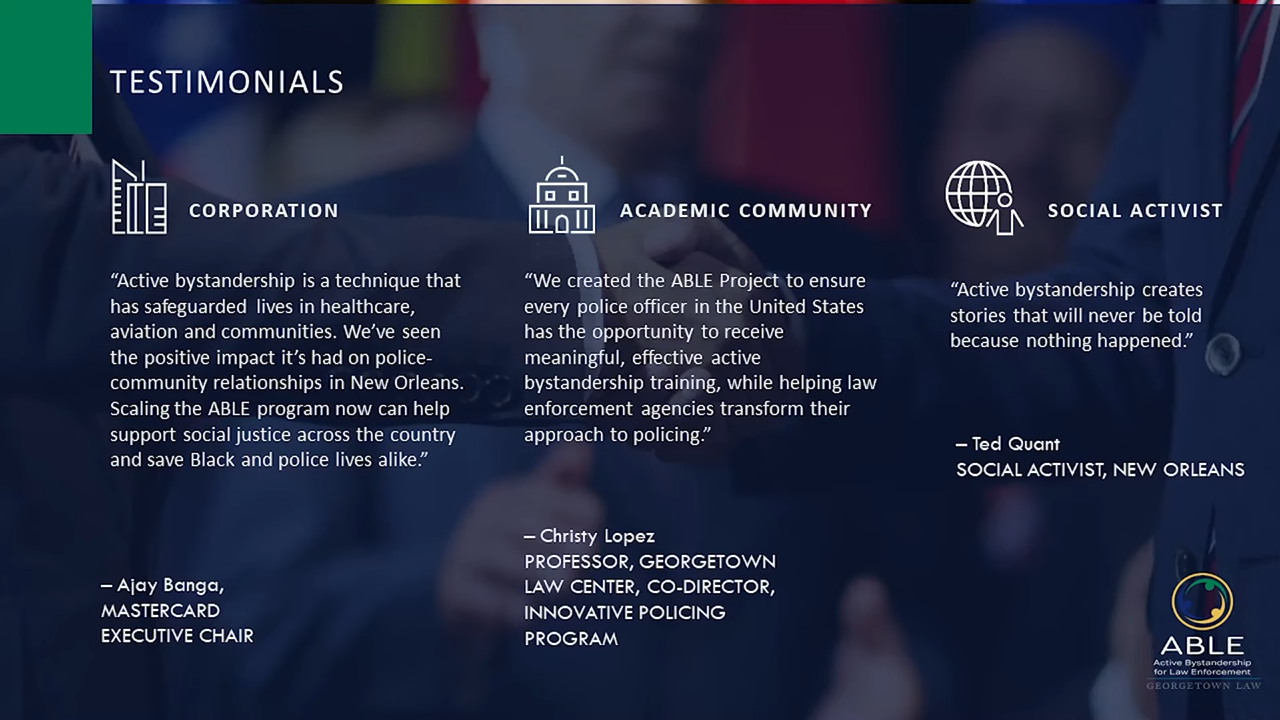 TESTIMONIALS
CORPORATION
“Active bystandership is a technique that
has safeguarded lives in healthcare,
aviation and communities. We’ve seen
the positive impact it’s had on police-
community relationships in New Orleans.
Scaling the ABLE program now can help
support social justice across the country
and save Black and police lives alike.”
– Ajay Banga,
MASTERCARD
EXECUTIVE CHAIR
ACADEMIC COMMUNITY
“We created the ABLE Project to ensure
every police officer in the United States
has the opportunity to receive
meaningful, effective active
bystandership training, while helping law
enforcement agencies transform their
approach to policing.”
– Christy Lopez
PROFESSOR, GEORGETOWN
LAW CENTER, CO-DIRECTOR,
INNOVATIVE POLICING
PROGRAM
SOCIAL ACTIVIST
“Active bystandership creates
stories that will never be told
because nothing happened.”
– Ted Quant
SOCIAL ACTIVIST, NEW ORLEANS
ABLE
Active Bystandership
for Law Enforcement
GEORGETOWN LAW